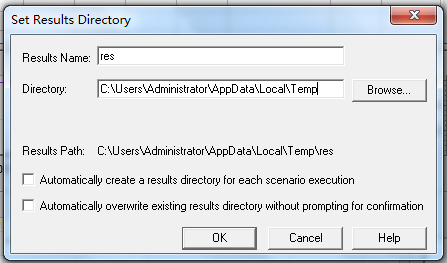 Set Results Directory
Results Name: res
Directory: C:\Users\Administrator\AppData\Local\Temp Browse...
Results Path: C:\Users\Administrator\AppData\Local\Temp\res
Automatically create a results directory for each scenario execution
Automatically overwrite existing results directory without prompting for confirmation
OK Cancel Help